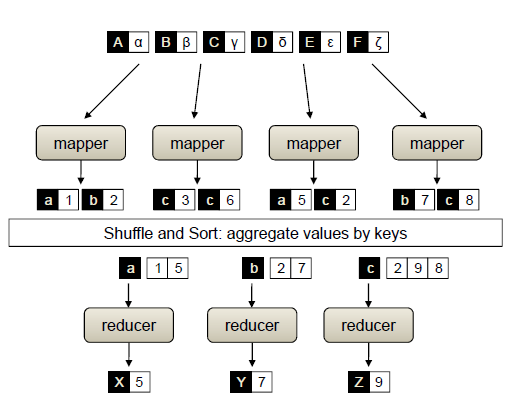 A α B β C γ D δ E ε F ζ
mapper mapper mapper mapper
a 1 b 2 c 3 c 6 a 5 c 2 b 7 c 8
Shuffle and Sort: aggregate values by keys
a 1 5 b 2 7 c 2 9 8
reducer reducer reducer
X 5 Y 7 Z 9